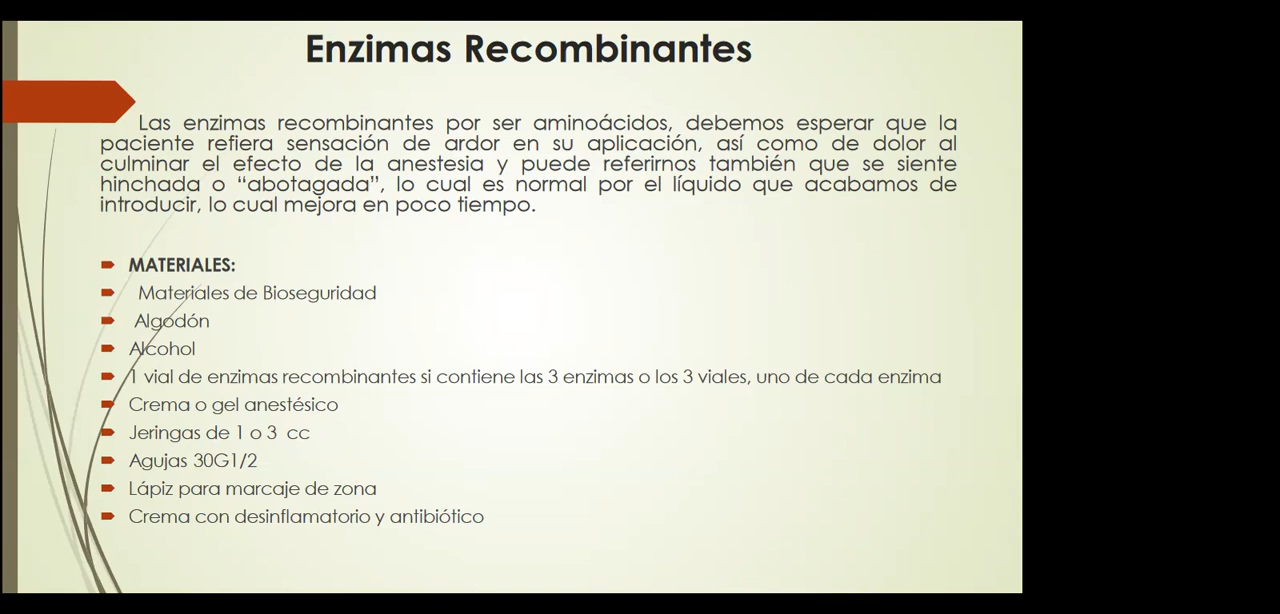 Enzimas Recombinantes
Las enzimas recombinantes por ser aminoácidos, debemos esperar que la
paciente refiera sensación de ardor en su aplicación, así como de dolor al
culminar el efecto de la anestesia y puede referirnos también que se siente
hinchada o “abotagada”, lo cual es normal por el líquido que acabamos de
introducir, lo cual mejora en poco tiempo.
MATERIALES:
Materiales de Bioseguridad
Algodón
Alcohol
1 vial de enzimas recombinantes si contiene las 3 enzimas o los 3 viales, uno de cada enzima
Crema o gel anestésico
Jeringas de 1 o 3 cc
Agujas 30G1/2
Lápiz para marcaje de zona
Crema con desinflamatorio y antibiótico